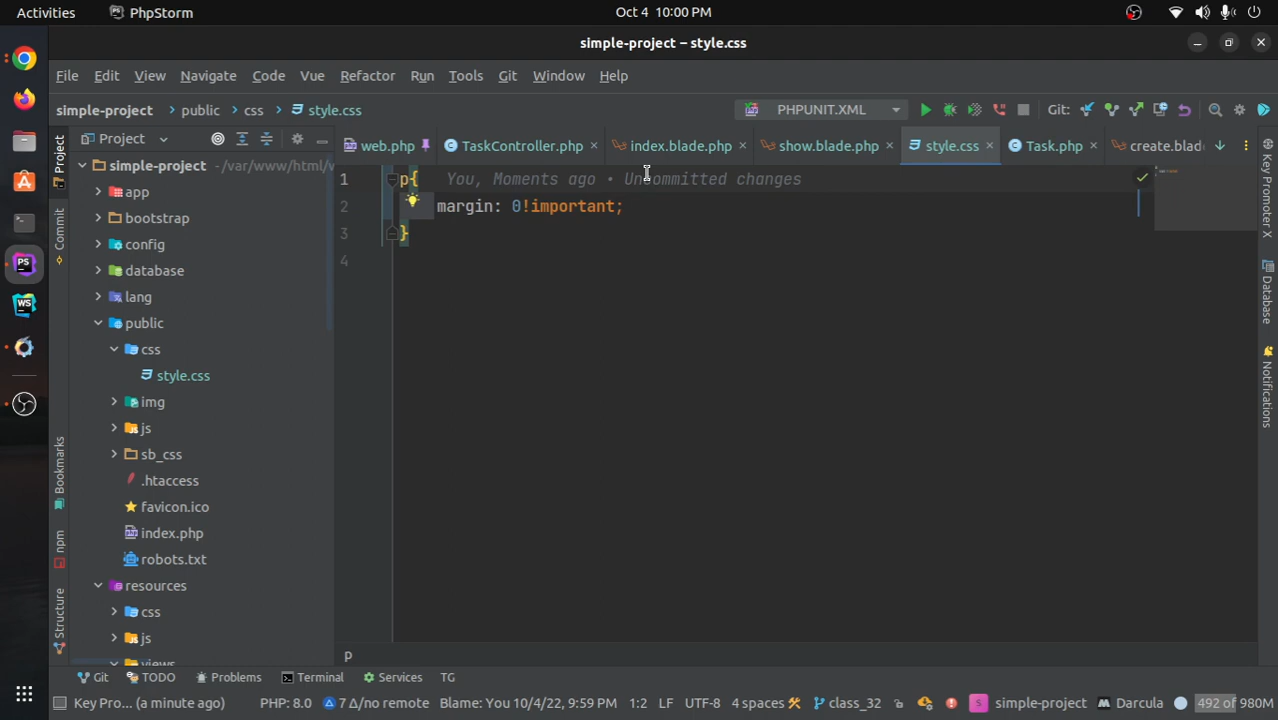 Activities PhpStorm Oct 4 10:00 PM
simple-project – style.css
File Edit View Navigate Code Vue Refactor Run Tools Git Window Help
simple-project public css style.css PHPUNIT.XML Git:
Project
web.php TaskController.php index.blade.php show.blade.php style.css Task.php create.blad
simple-project ~/var/www/html/v
app
bootstrap
config
database
lang
public
css
style.css
img
js
sb_css
.htaccess
favicon.ico
index.php
robots.txt
resources
css
js
views
1 p{ You, Moments ago • Uncommitted changes
2 margin: 0!important;
3 }
4
p
Project
Commit
Bookmarks
npm
Structure
Key Promoter X
Database
Notifications
PS
WS
Git TODO Problems Terminal Services TG
Key Pro... (a minute ago) PHP: 8.0 7 Δ/no remote Blame: You 10/4/22, 9:59 PM 1:2 LF UTF-8 4 spaces class_32 S simple-project Darcula 492 of 980M